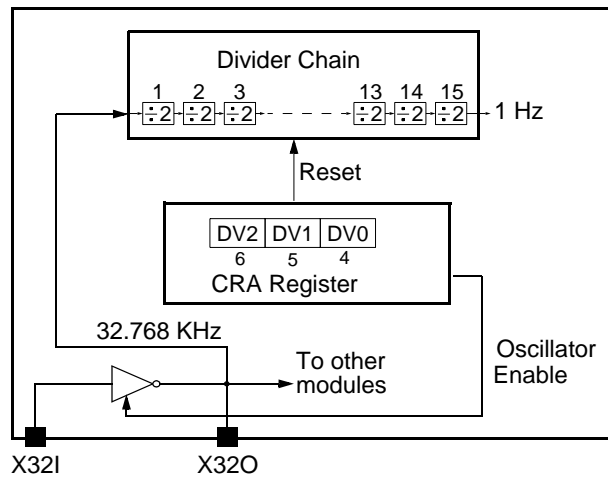 Divider Chain
1 2 3 13 14 15
÷2 ÷2 ÷2 ÷2 ÷2 ÷2 1 Hz
Reset
DV2 DV1 DV0
6 5 4
CRA Register
32.768 KHz
To other
modules
Oscillator
Enable
X32I X32O